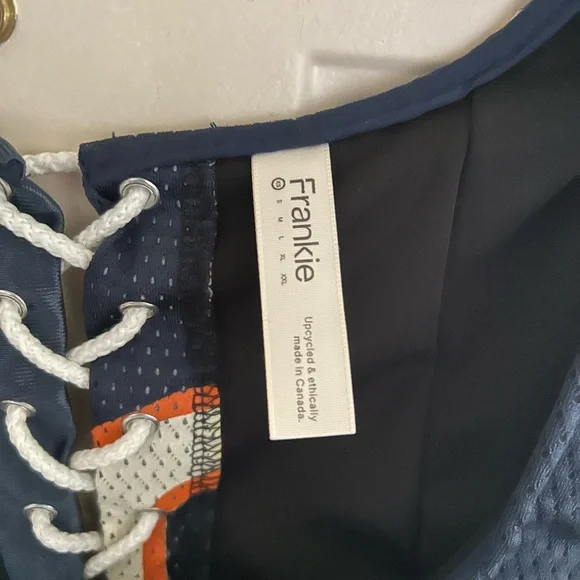 Frankie
XS S M L XL XXL
Upcycled & ethically
made in Canada.